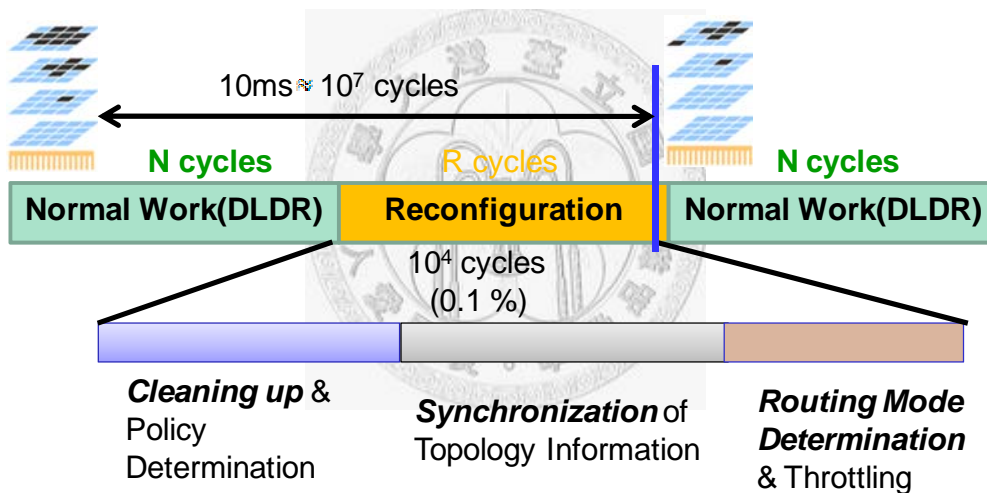 10ms ≈ 10⁷ cycles
N cycles
R cycles
N cycles
Normal Work(DLDR)
Reconfiguration
Normal Work(DLDR)
10⁴ cycles
(0.1 %)
Cleaning up &
Policy
Determination
Synchronization of
Topology Information
Routing Mode
Determination
& Throttling